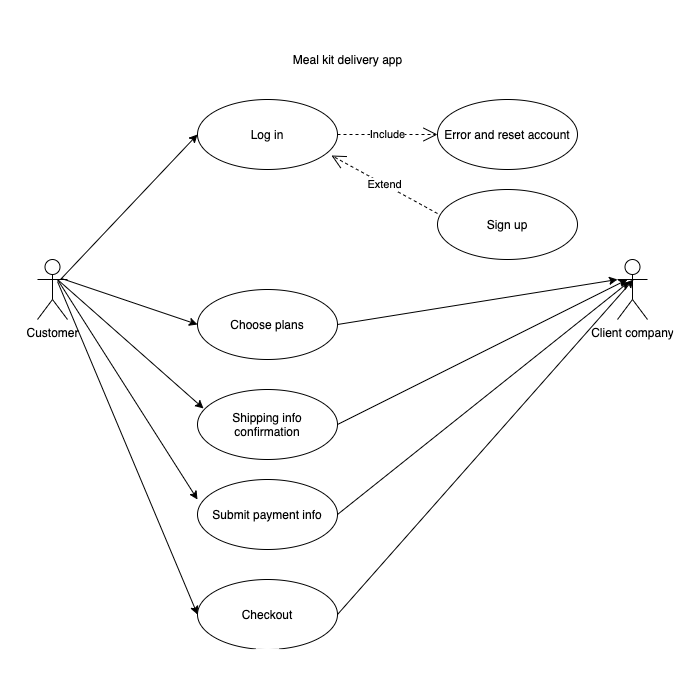 Meal kit delivery app
Log in
Include
Error and reset account
Extend
Sign up
Customer
Client company
Choose plans
Shipping info
confirmation
Submit payment info
Checkout